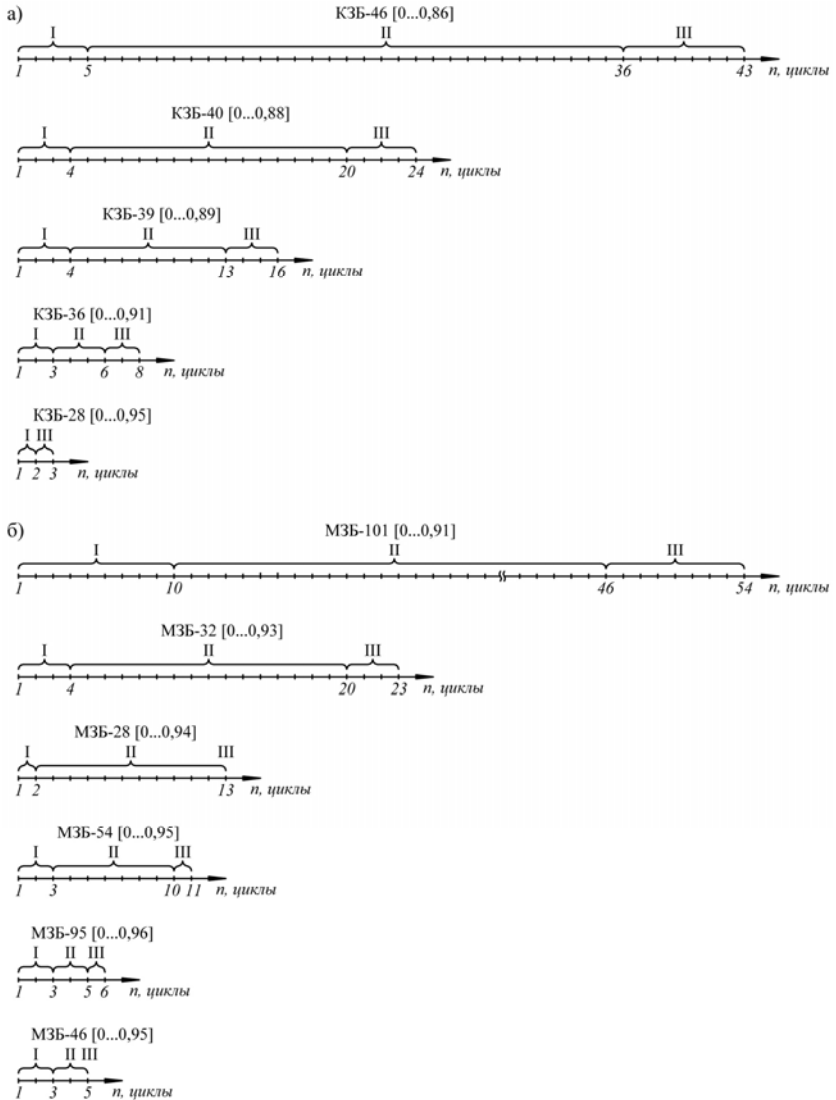 а)
КЗБ-46 [0...0,86]
I II III
1 5 36 43 n, циклы
КЗБ-40 [0...0,88]
I II III
1 4 20 24 n, циклы
КЗБ-39 [0...0,89]
I II III
1 4 13 16 n, циклы
КЗБ-36 [0...0,91]
I II III
1 3 6 8 n, циклы
КЗБ-28 [0...0,95]
I III
1 2 3 n, циклы
б)
МЗБ-101 [0...0,91]
I II III
1 10 46 54 n, циклы
МЗБ-32 [0...0,93]
I II III
1 4 20 23 n, циклы
МЗБ-28 [0...0,94]
I II III
1 2 13 n, циклы
МЗБ-54 [0...0,95]
I II III
1 3 10 11 n, циклы
МЗБ-95 [0...0,96]
I II III
1 3 5 6 n, циклы
МЗБ-46 [0...0,95]
I II III
1 3 5 n, циклы